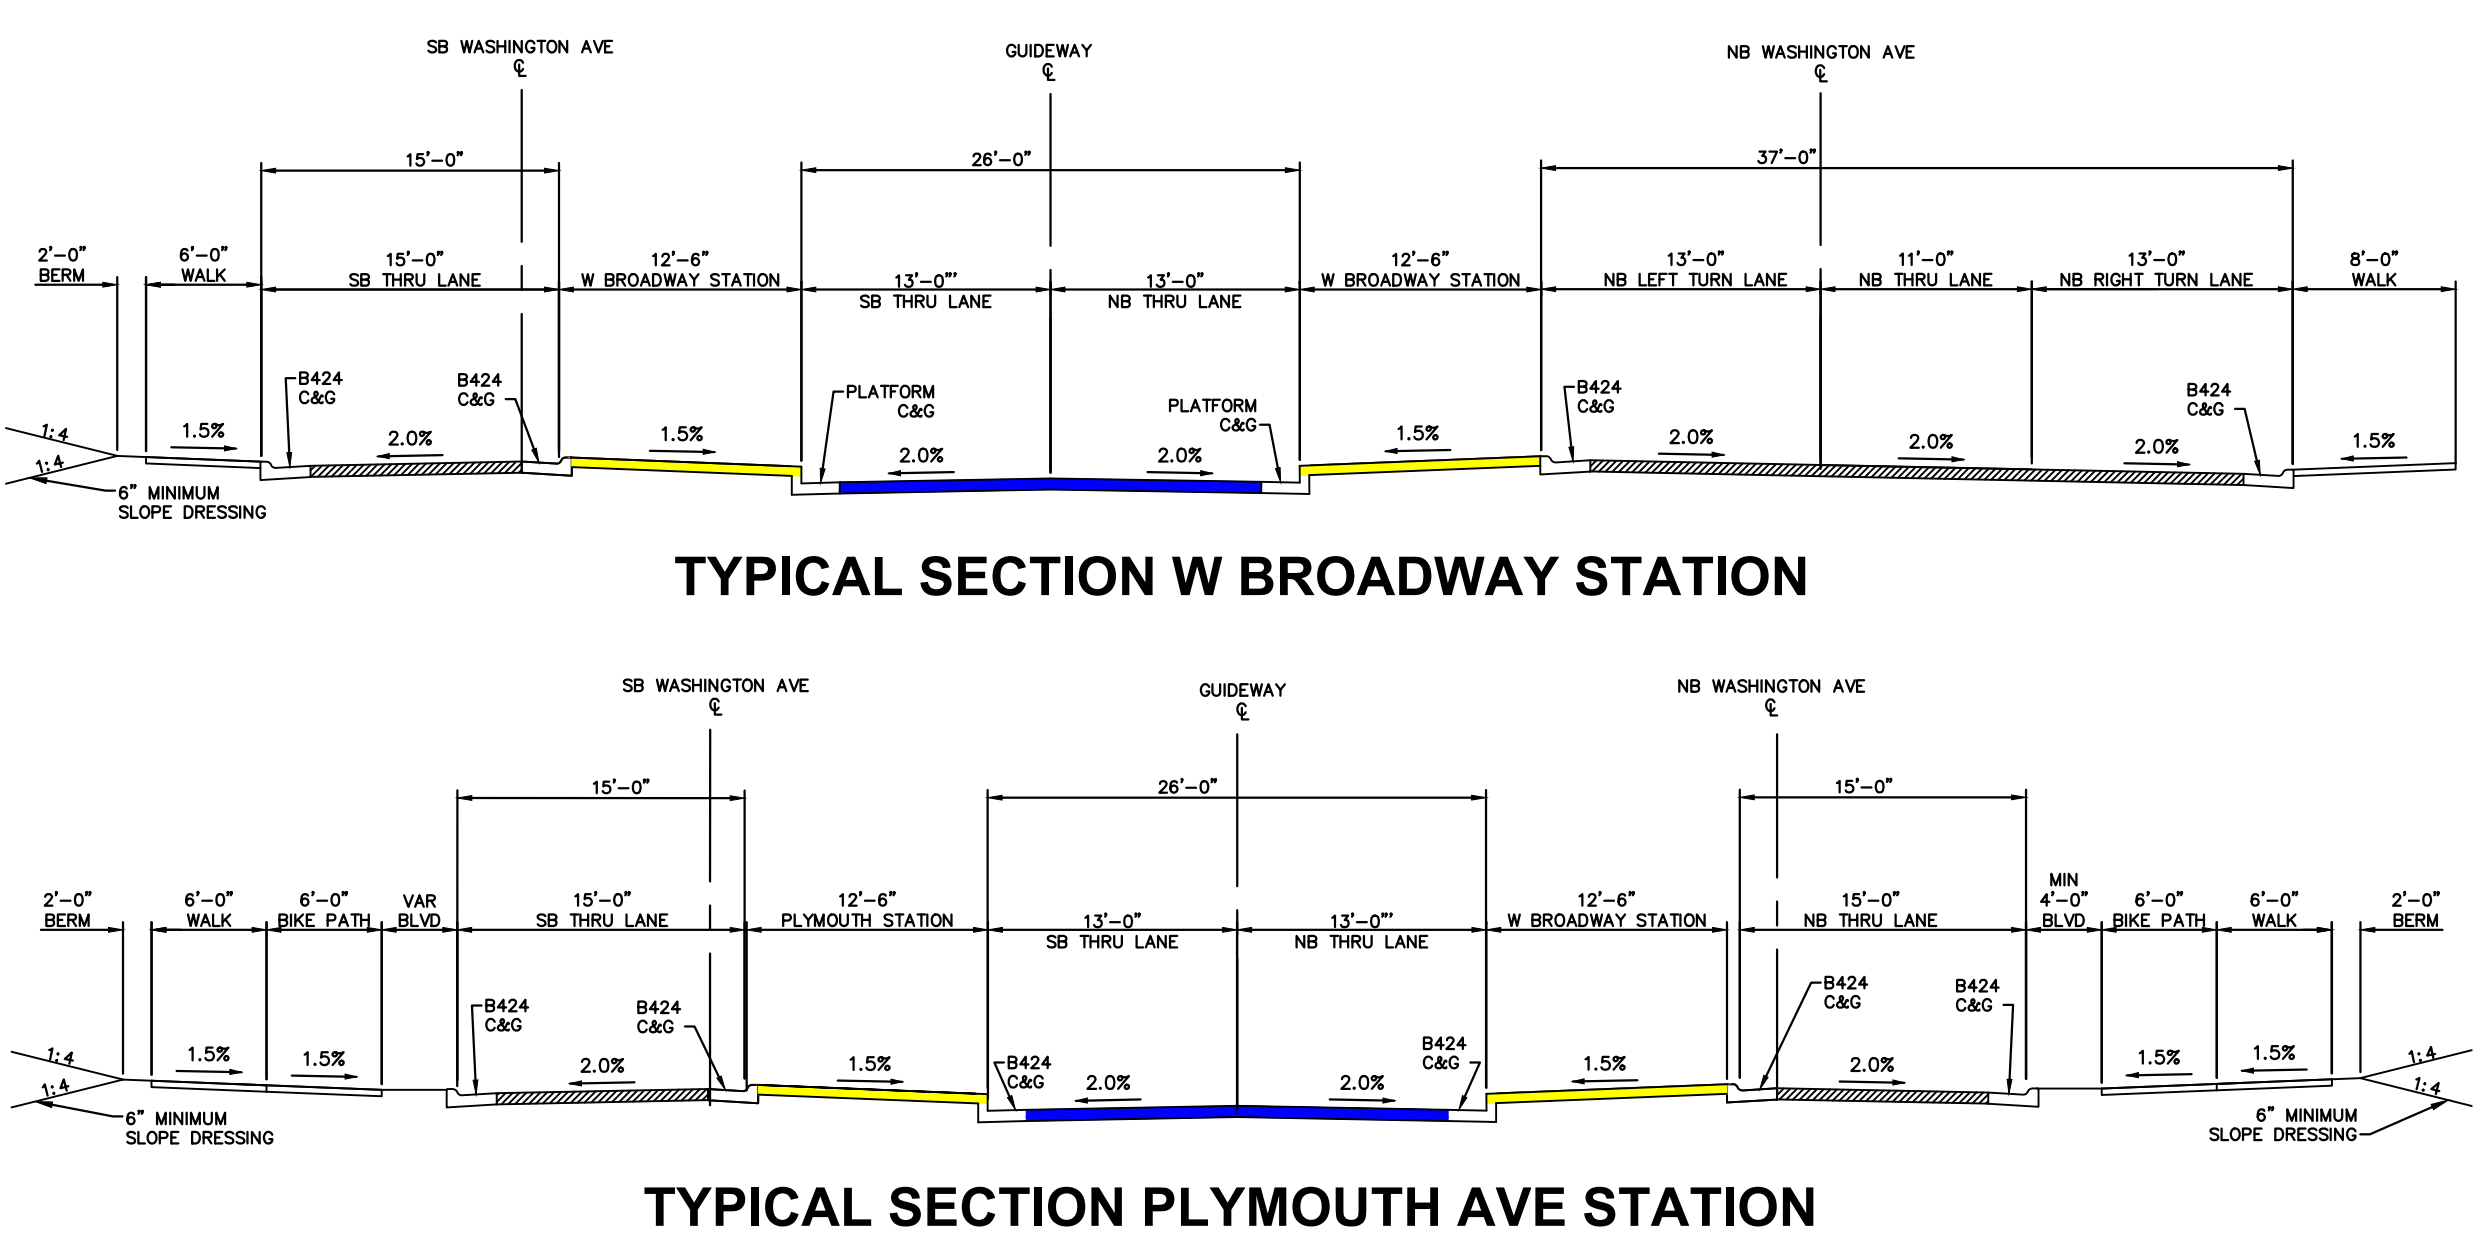 SB WASHINGTON AVE
℄
GUIDEWAY
℄
NB WASHINGTON AVE
℄
15'-0"
26'-0"
37'-0"
2'-0"
BERM
6'-0"
WALK
15'-0"
SB THRU LANE
12'-6"
W BROADWAY STATION
13'-0"'
SB THRU LANE
13'-0"
NB THRU LANE
12'-6"
W BROADWAY STATION
13'-0"
NB LEFT TURN LANE
11'-0"
NB THRU LANE
13'-0"
NB RIGHT TURN LANE
8'-0"
WALK
B424
C&G
B424
C&G
PLATFORM
C&G
PLATFORM
C&G
B424
C&G
B424
C&G
1:4
1:4
1.5%
2.0%
1.5%
2.0%
2.0%
1.5%
2.0%
2.0%
2.0%
1.5%
6" MINIMUM
SLOPE DRESSING
TYPICAL SECTION W BROADWAY STATION
SB WASHINGTON AVE
℄
GUIDEWAY
℄
NB WASHINGTON AVE
℄
15'-0"
26'-0"
15'-0"
2'-0"
BERM
6'-0"
WALK
6'-0"
BIKE PATH
VAR
BLVD
15'-0"
SB THRU LANE
12'-6"
PLYMOUTH STATION
13'-0"
SB THRU LANE
13'-0"'
NB THRU LANE
12'-6"
W BROADWAY STATION
15'-0"
NB THRU LANE
MIN
4'-0"
BLVD
6'-0"
BIKE PATH
6'-0"
WALK
2'-0"
BERM
B424
C&G
B424
C&G
B424
C&G
B424
C&G
B424
C&G
B424
C&G
1:4
1:4
1.5%
1.5%
2.0%
1.5%
2.0%
2.0%
1.5%
2.0%
1.5%
1.5%
1:4
1:4
6" MINIMUM
SLOPE DRESSING
6" MINIMUM
SLOPE DRESSING
TYPICAL SECTION PLYMOUTH AVE STATION